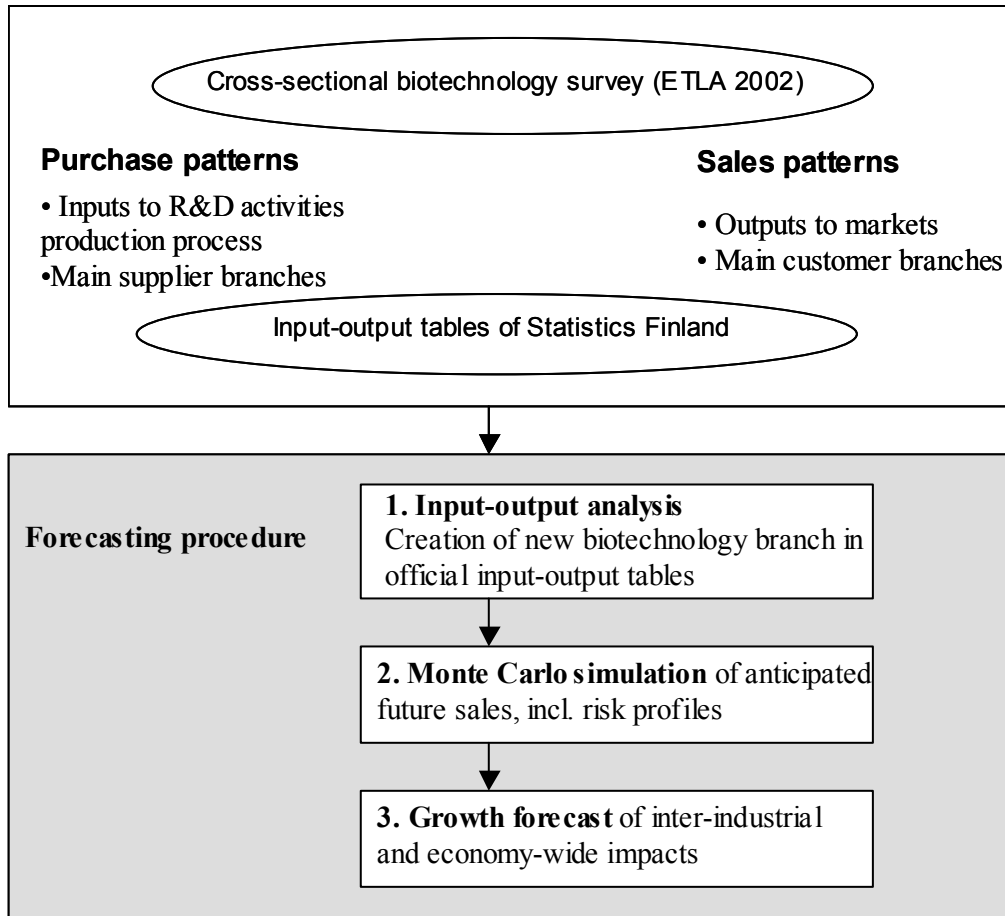 Cross-sectional biotechnology survey (ETLA 2002)
Purchase patterns
• Inputs to R&D activities
production process
•Main supplier branches
Sales patterns
• Outputs to markets
• Main customer branches
Input-output tables of Statistics Finland
Forecasting procedure
1. Input-output analysis
Creation of new biotechnology branch in
official input-output tables
2. Monte Carlo simulation of anticipated
future sales, incl. risk profiles
3. Growth forecast of inter-industrial
and economy-wide impacts